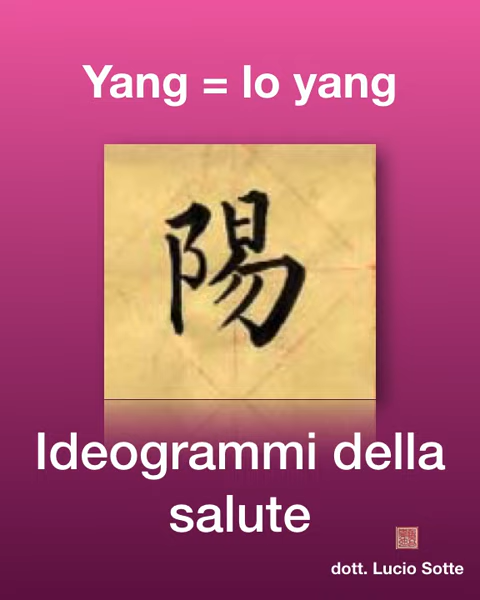 Yang = lo yang
陽
Ideogrammi della
salute
dott. Lucio Sotte